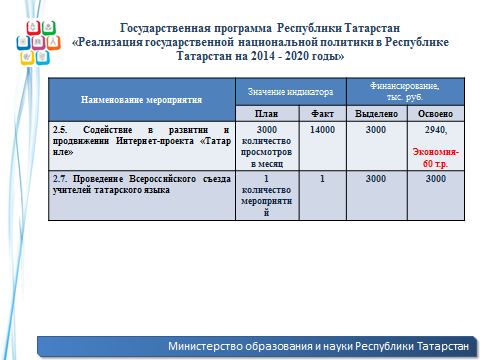 Государственная программа Республики Татарстан
«Реализация государственной национальной политики в Республике
Татарстан на 2014 - 2020 годы»
Наименование мероприятия
Значение индикатора
Финансирование,
тыс. руб.
План
Факт
Выделено
Освоено
2.5. Содействие в развитии и
продвижении Интернет-проекта «Татар
иле»
3000
количество
просмотров
в месяц
14000
3000
2940,
Экономия-
60 т.р.
2.7. Проведение Всероссийского съезда
учителей татарского языка
1
количество
мероприяти
й
1
3000
3000
Министерство образования и науки Республики Татарстан